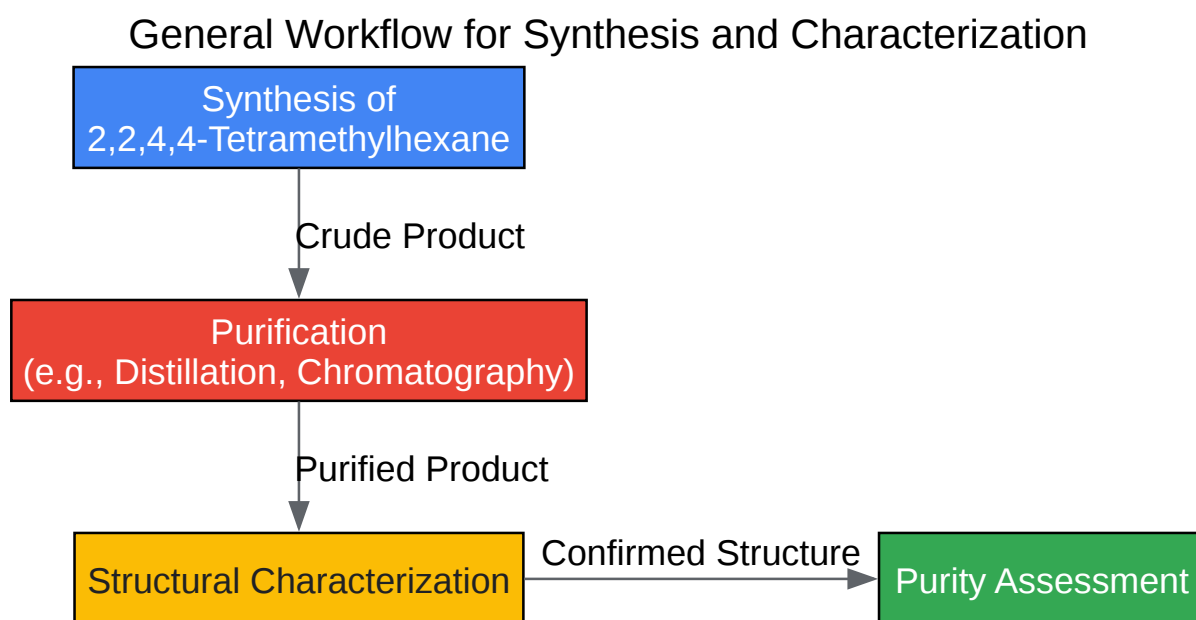 General Workflow for Synthesis and Characterization
Synthesis of
2,2,4,4-Tetramethylhexane
Crude Product
Purification
(e.g., Distillation, Chromatography)
Purified Product
Structural Characterization
Confirmed Structure
Purity Assessment